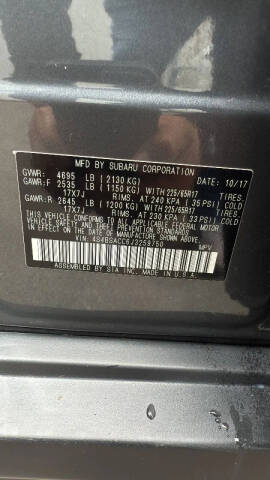 MFD BY SUBARU CORPORATION 10/17
GVWR: 4695 LB (2130 KG)
GAWR:F 2535 LB (1150 KG) WITH 225/65R17 TIRES,
17X7J RIMS, AT 240 KPA (35 PSI) COLD
GAWR:R 2645 LB (1200 KG) WITH 225/65R17 TIRES,
17X7J RIMS, AT 230 KPA (33 PSI) COLD
THIS VEHICLE CONFORMS TO ALL APPLICABLE FEDERAL MOTOR
VEHICLE SAFETY, BUMPER, AND THEFT PREVENTION STANDARDS
IN EFFECT ON THE DATE OF MANUFACTURE SHOWN ABOVE.
VIN: MPV
ASSEMBLED BY SIA, INC. MADE IN U.S.A.